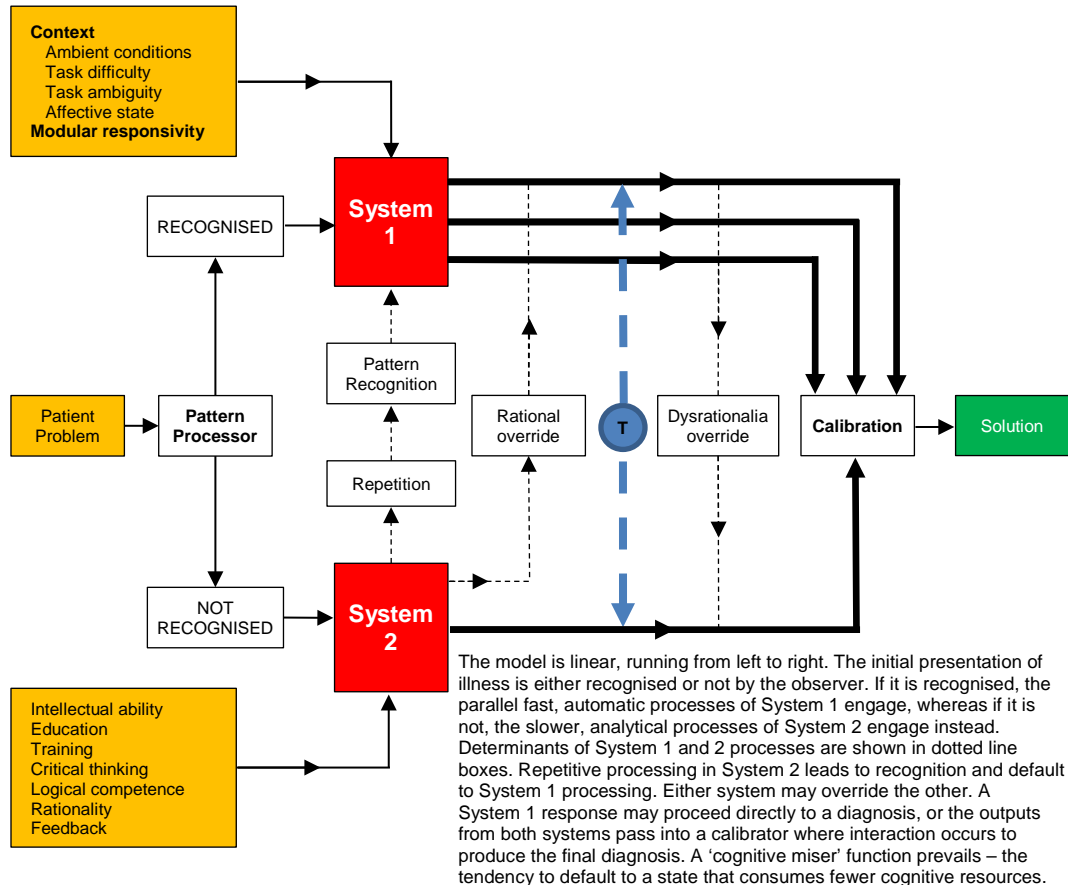 Context
Ambient conditions
Task difficulty
Task ambiguity
Affective state
Modular responsivity
RECOGNISED
System
1
Pattern
Recognition
Repetition
Patient
Problem
Pattern
Processor
Rational
override
T
Dysrationalia
override
Calibration
Solution
NOT
RECOGNISED
System
2
Intellectual ability
Education
Training
Critical thinking
Logical competence
Rationality
Feedback
The model is linear, running from left to right. The initial presentation of
illness is either recognised or not by the observer. If it is recognised, the
parallel fast, automatic processes of System 1 engage, whereas if it is
not, the slower, analytical processes of System 2 engage instead.
Determinants of System 1 and 2 processes are shown in dotted line
boxes. Repetitive processing in System 2 leads to recognition and default
to System 1 processing. Either system may override the other. A
System 1 response may proceed directly to a diagnosis, or the outputs
from both systems pass into a calibrator where interaction occurs to
produce the final diagnosis. A ‘cognitive miser’ function prevails – the
tendency to default to a state that consumes fewer cognitive resources.